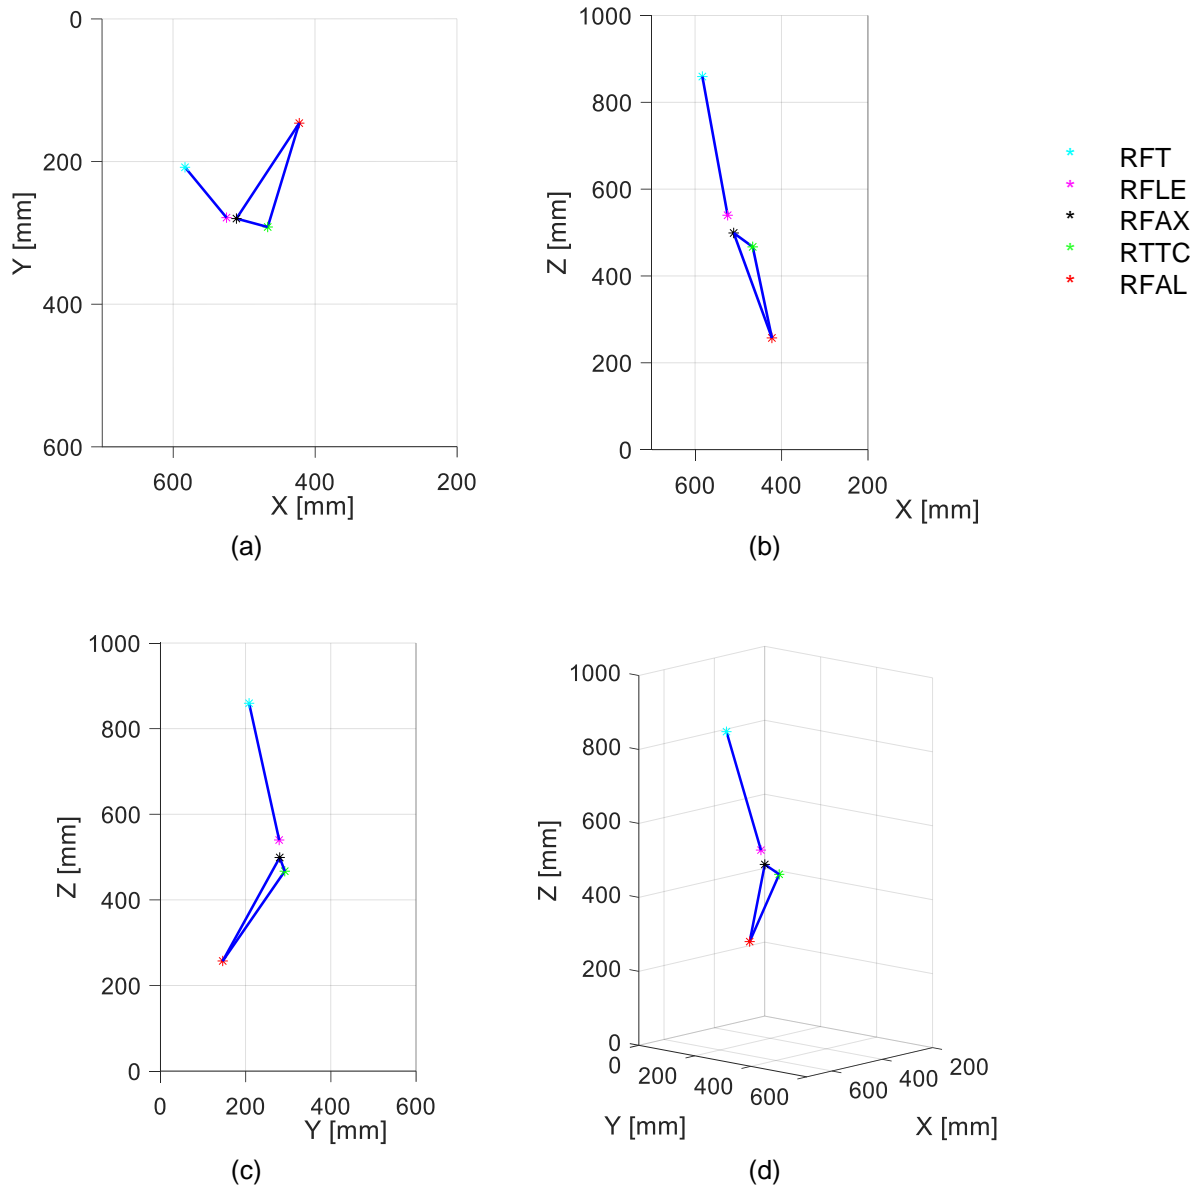 0
200
400
600
Y [mm]
600 400 200
X [mm]
(a)
1000
800
600
400
200
0
Z [mm]
600 400 200
X [mm]
(b)
* RFT
* RFLE
* RFAX
* RTTC
* RFAL
1000
800
600
400
200
0
Z [mm]
0 200 400 600
Y [mm]
(c)
1000
800
600
400
200
0
Z [mm]
0 200 400 600
Y [mm]
600 400 200
X [mm]
(d)